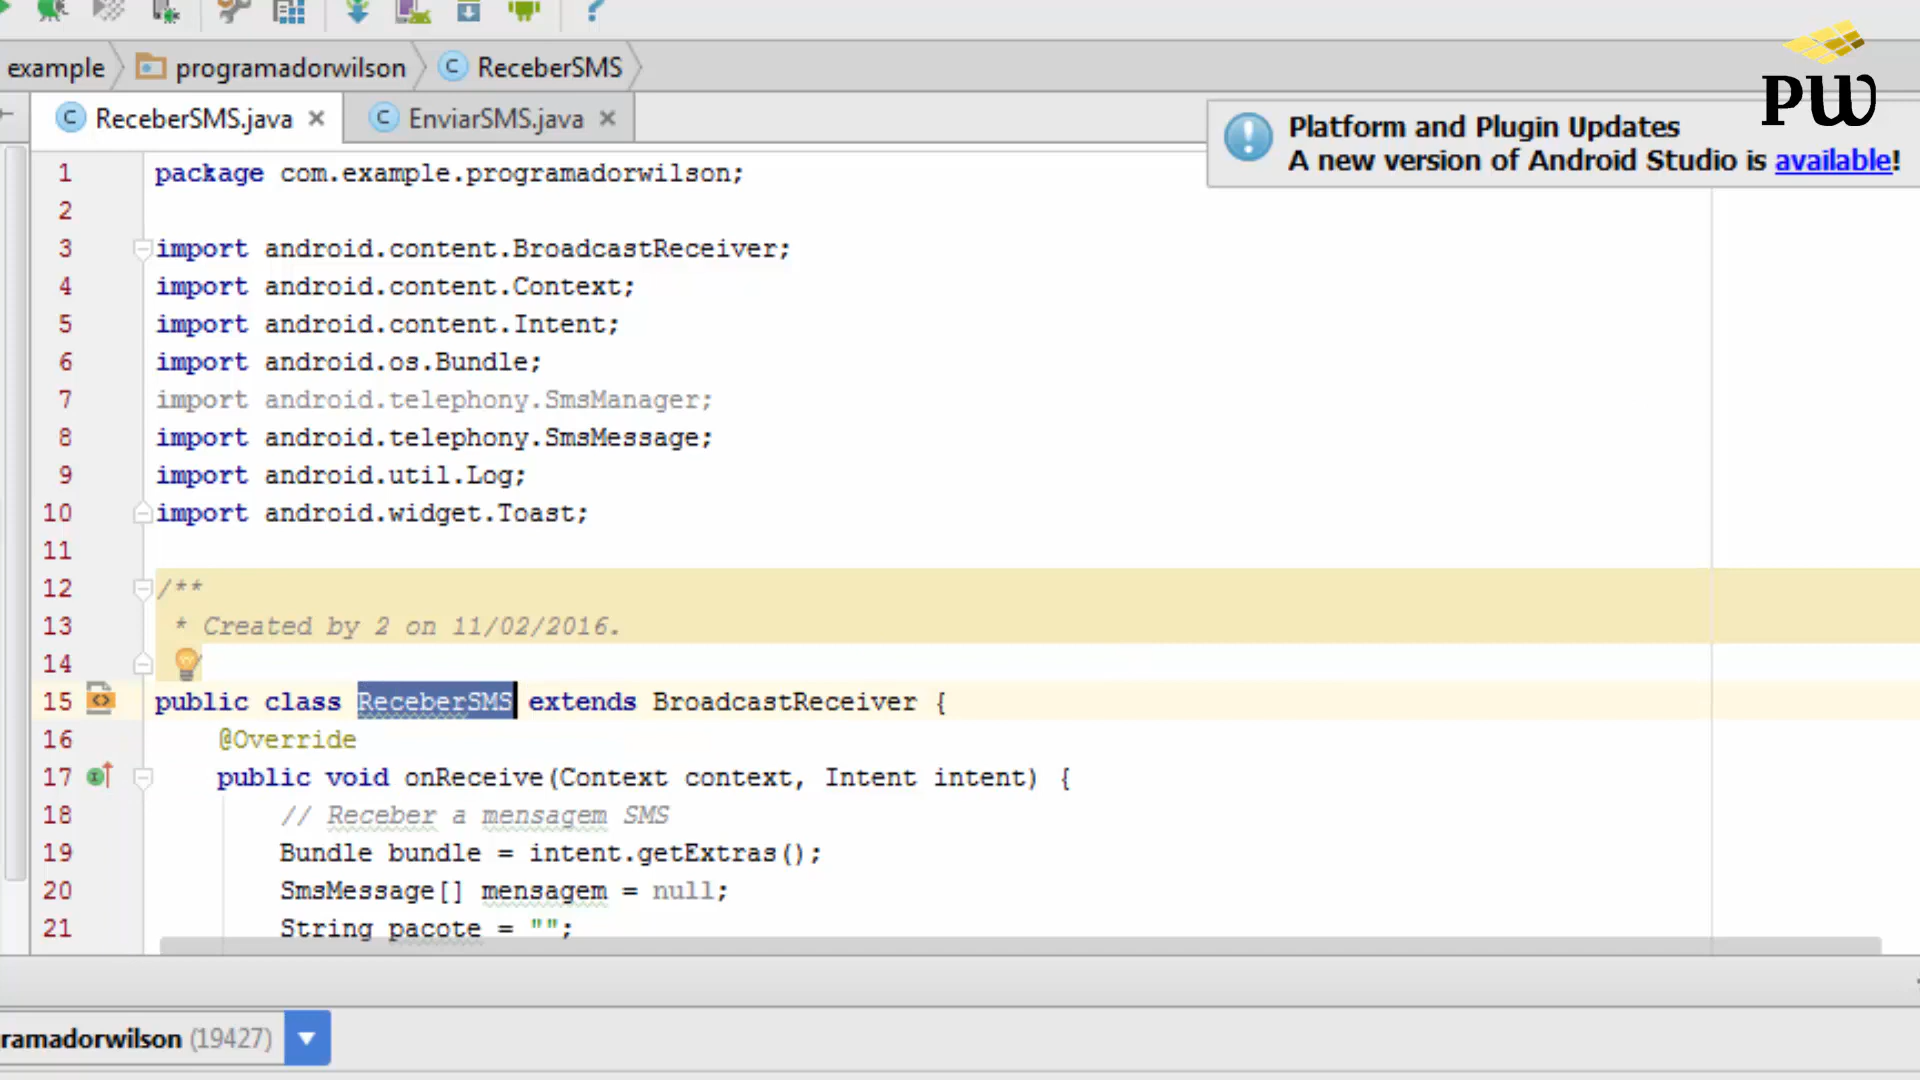 example programadorwilson ReceberSMS
ReceberSMS.java EnviarSMS.java
PW
Platform and Plugin Updates
A new version of Android Studio is available!
1 package com.example.programadorwilson;
2
3 import android.content.BroadcastReceiver;
4 import android.content.Context;
5 import android.content.Intent;
6 import android.os.Bundle;
7 import android.telephony.SmsManager;
8 import android.telephony.SmsMessage;
9 import android.util.Log;
10 import android.widget.Toast;
11
12 /**
13 * Created by 2 on 11/02/2016.
14 /
15 public class ReceberSMS extends BroadcastReceiver {
16 @Override
17 public void onReceive(Context context, Intent intent) {
18 // Receber a mensagem SMS
19 Bundle bundle = intent.getExtras();
20 SmsMessage[] mensagem = null;
21 String pacote = "";
ramadorwilson (19427)